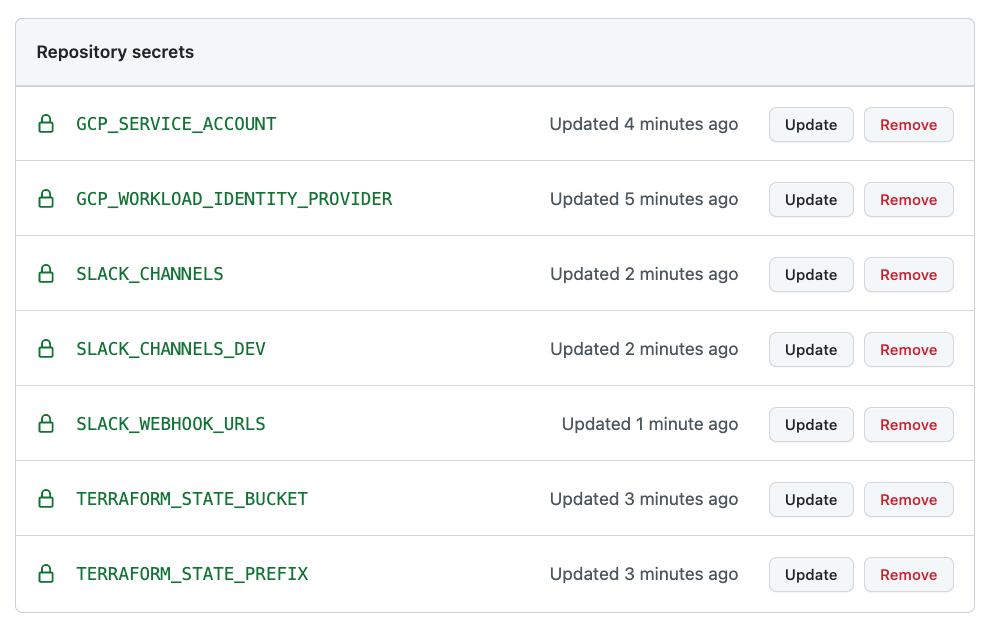 Repository secrets
GCP_SERVICE_ACCOUNT Updated 4 minutes ago Update Remove
GCP_WORKLOAD_IDENTITY_PROVIDER Updated 5 minutes ago Update Remove
SLACK_CHANNELS Updated 2 minutes ago Update Remove
SLACK_CHANNELS_DEV Updated 2 minutes ago Update Remove
SLACK_WEBHOOK_URLS Updated 1 minute ago Update Remove
TERRAFORM_STATE_BUCKET Updated 3 minutes ago Update Remove
TERRAFORM_STATE_PREFIX Updated 3 minutes ago Update Remove